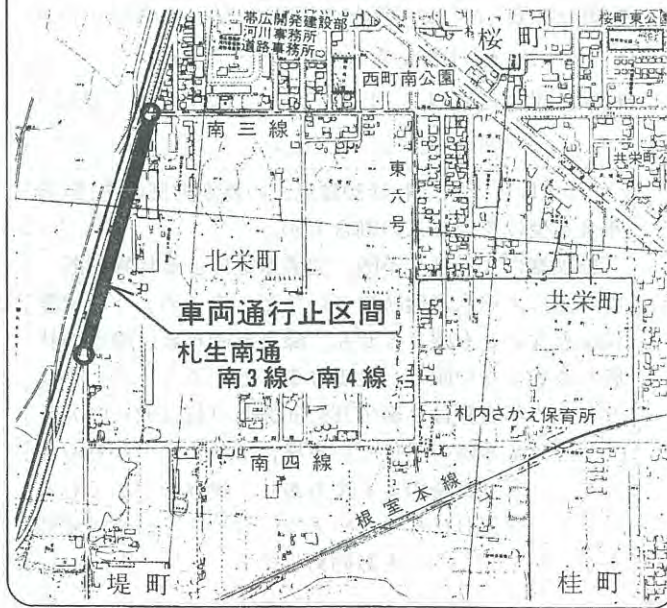 帯広開発建設部
河川事務所
道路事務所
桜町
桜町東公園
西町南公園
南三線
東六号
共栄町公
北栄町
共栄町
車両通行止区間
札生南通
南3線～南4線
札内さかえ保育所
南四線
根室本線
堤町
桂町